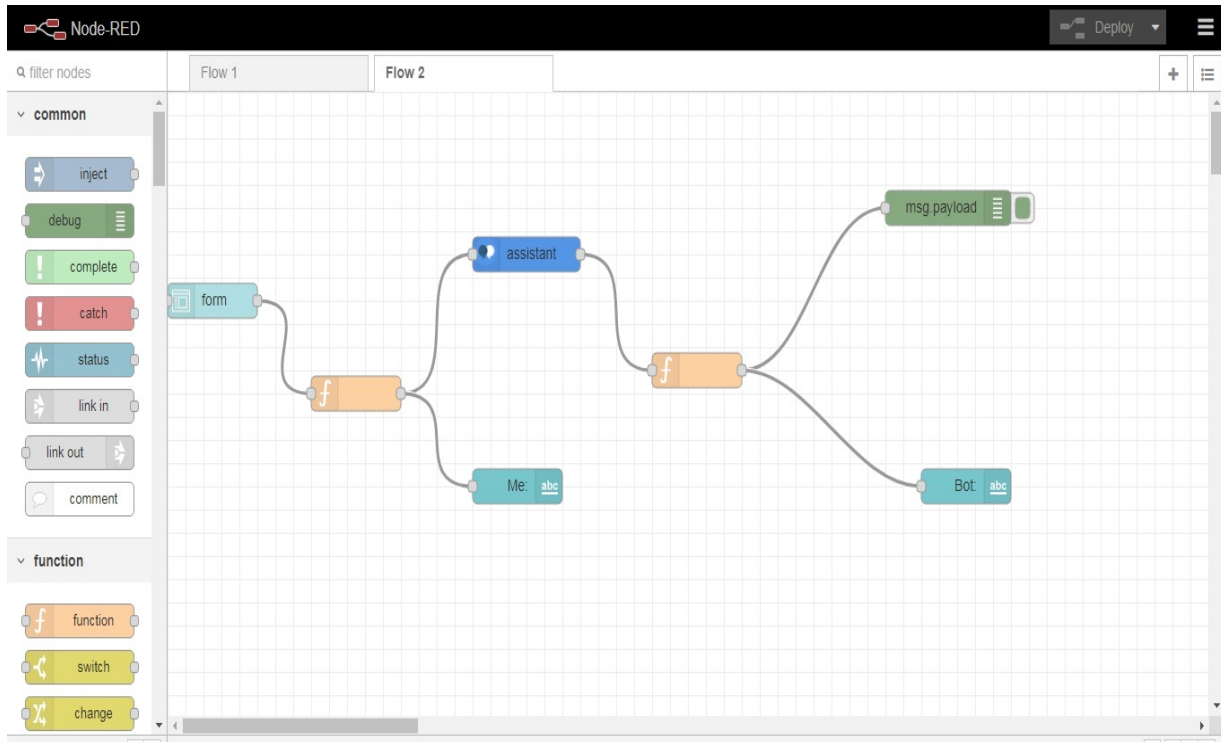 Node-RED
Deploy
filter nodes
Flow 1
Flow 2
common
inject
debug
complete
catch
status
link in
link out
comment
function
function
switch
change
form
assistant
msg.payload
Me: abc
Bot: abc